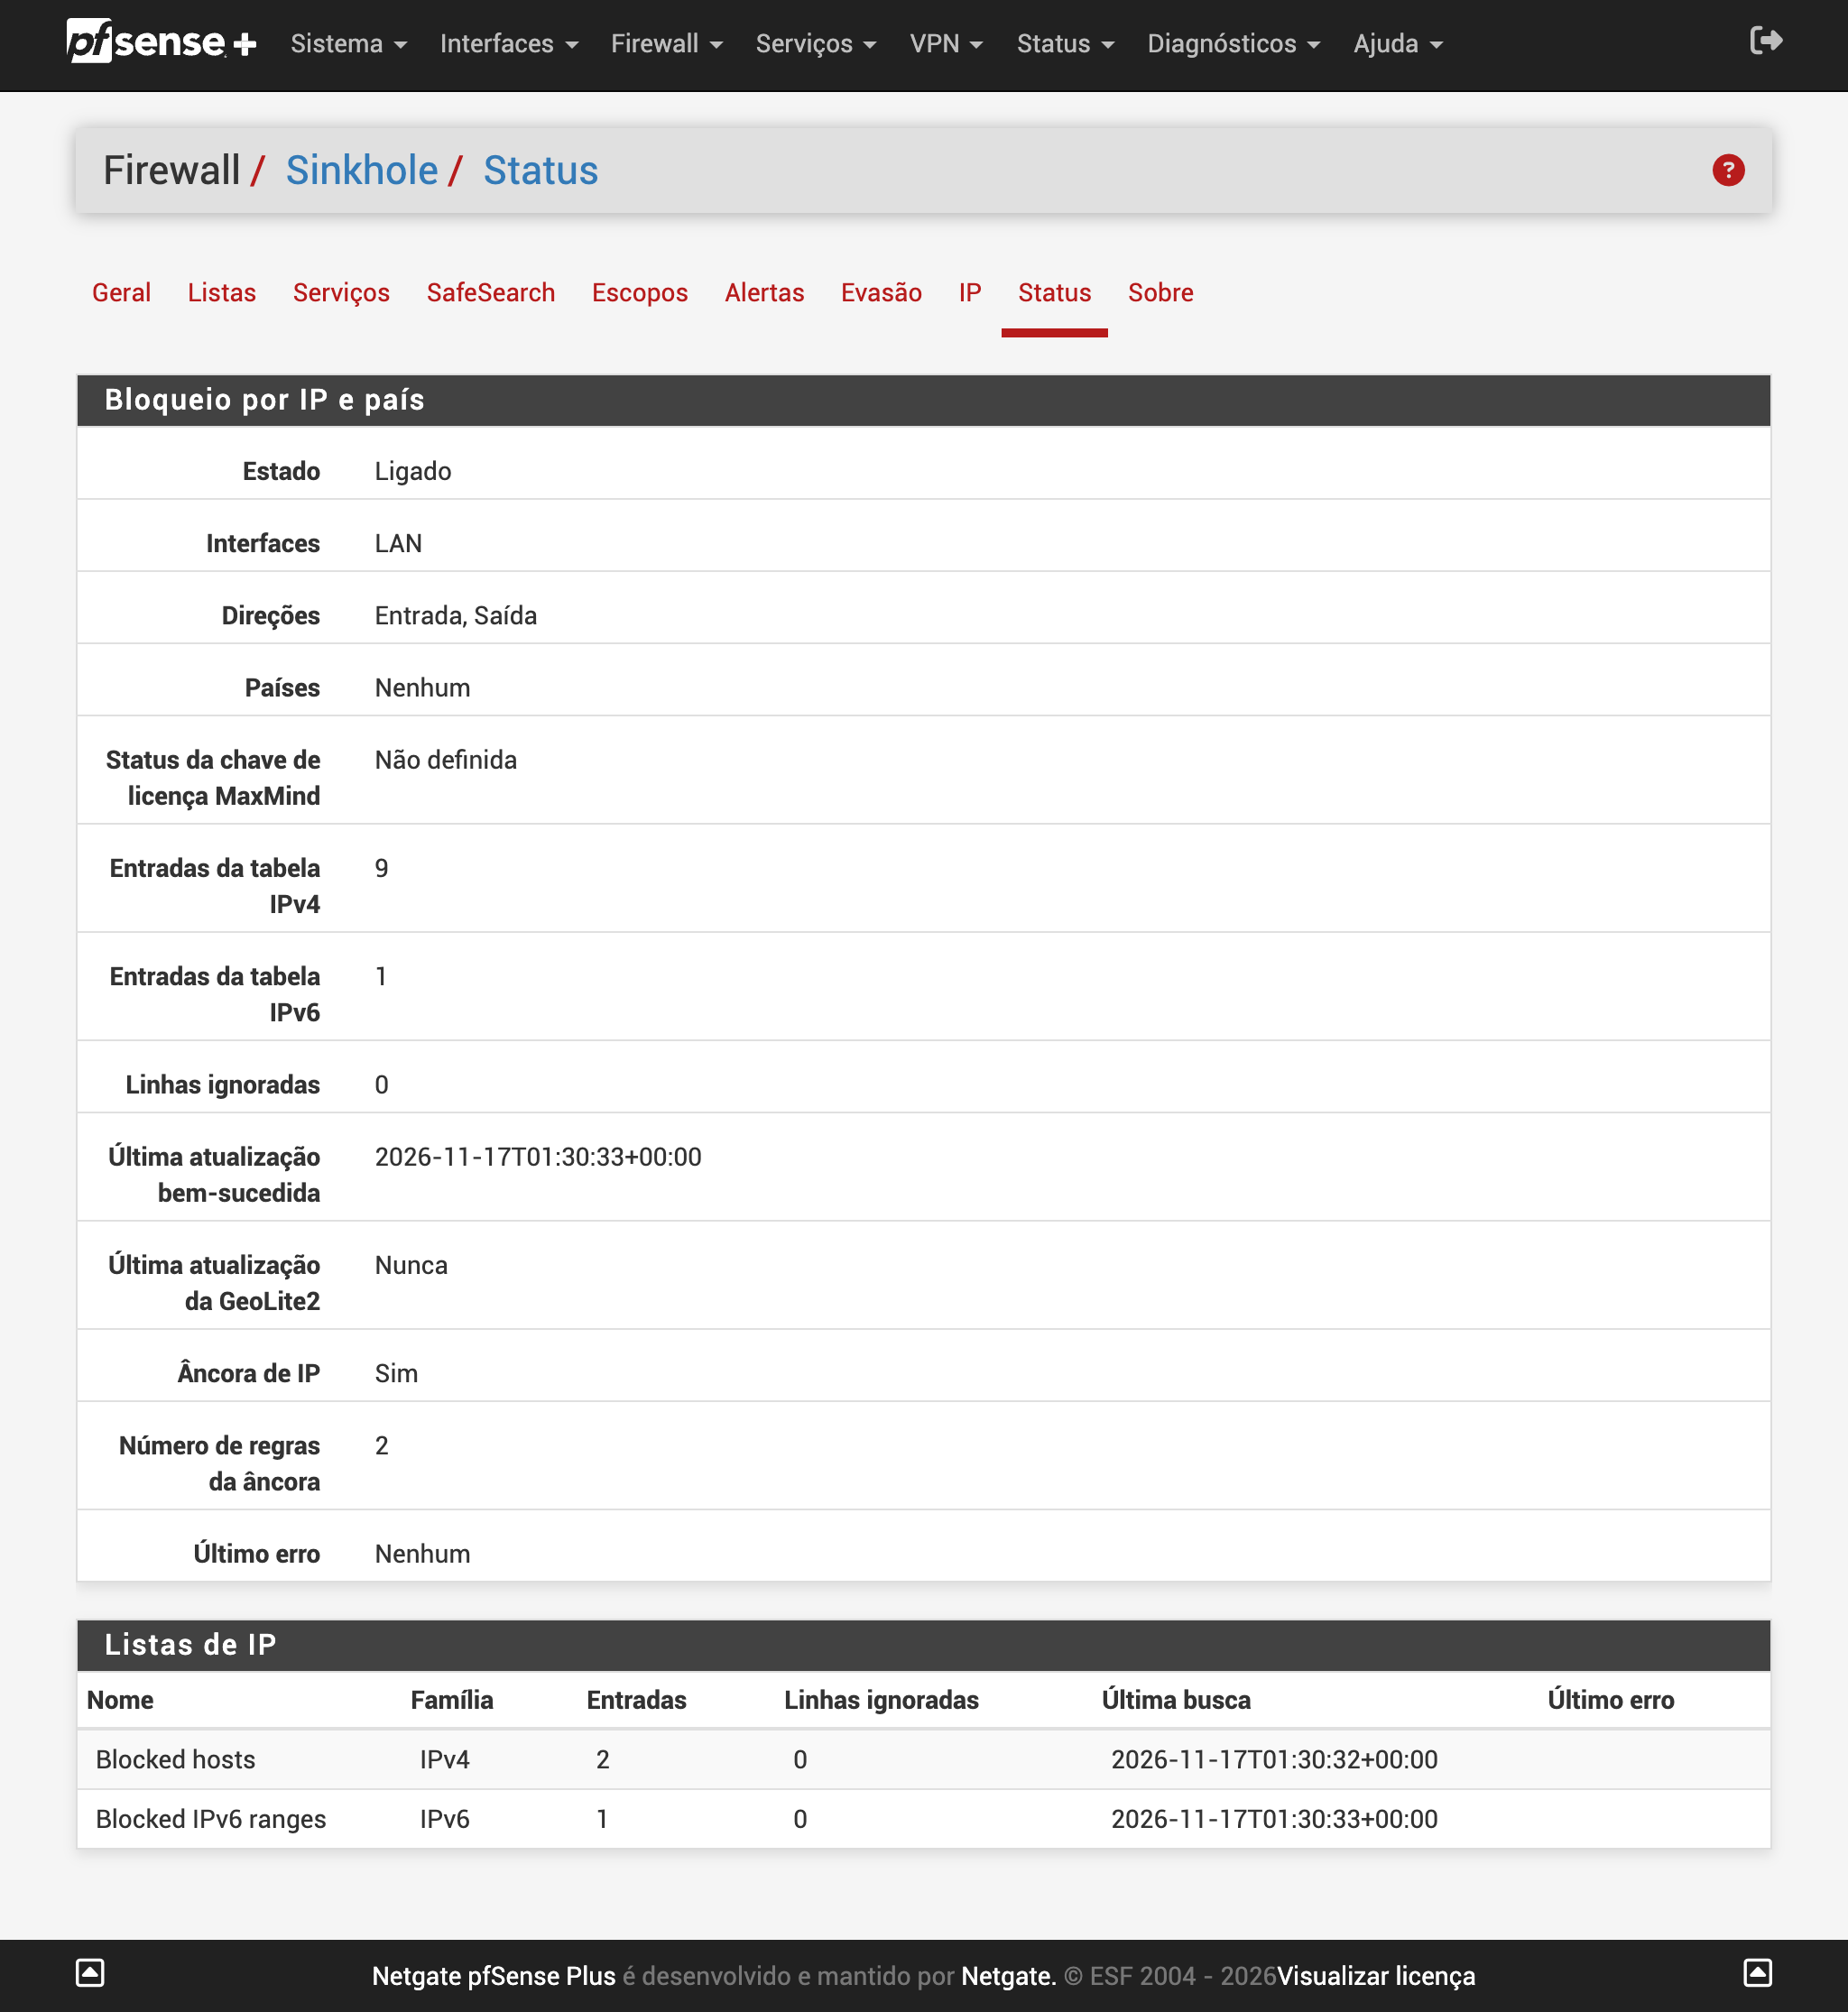 pfsense+ Sistema Interfaces Firewall Serviços VPN Status Diagnósticos Ajuda
Firewall / Sinkhole / Status
?
Geral Listas Serviços SafeSearch Escopos Alertas Evasão IP Status Sobre
Bloqueio por IP e país
Estado Ligado
Interfaces LAN
Direções Entrada, Saída
Países Nenhum
Status da chave de Não definida
licença MaxMind
Entradas da tabela 9
IPv4
Entradas da tabela 1
IPv6
Linhas ignoradas 0
Última atualização 2026-11-17T01:30:33+00:00
bem-sucedida
Última atualização Nunca
da GeoLite2
Âncora de IP Sim
Número de regras 2
da âncora
Último erro Nenhum
Listas de IP
Nome Família Entradas Linhas ignoradas Última busca Último erro
Blocked hosts IPv4 2 0 2026-11-17T01:30:32+00:00
Blocked IPv6 ranges IPv6 1 0 2026-11-17T01:30:33+00:00
Netgate pfSense Plus é desenvolvido e mantido por Netgate. © ESF 2004 - 2026Visualizar licença